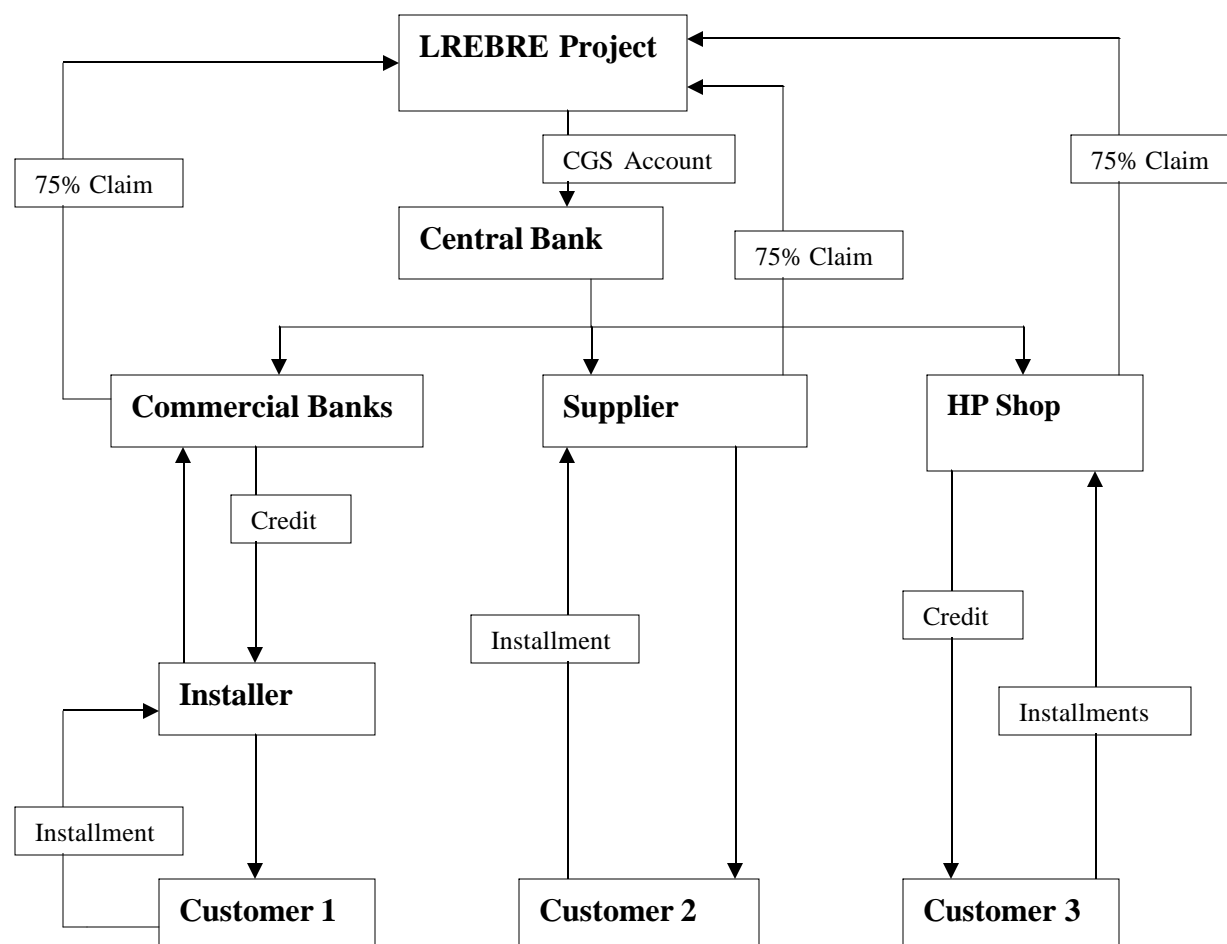 LREBRE Project
CGS Account
75% Claim
75% Claim
Central Bank
75% Claim
Commercial Banks
Supplier
HP Shop
Credit
Credit
Installment
Installer
Installments
Installment
Customer 1
Customer 2
Customer 3